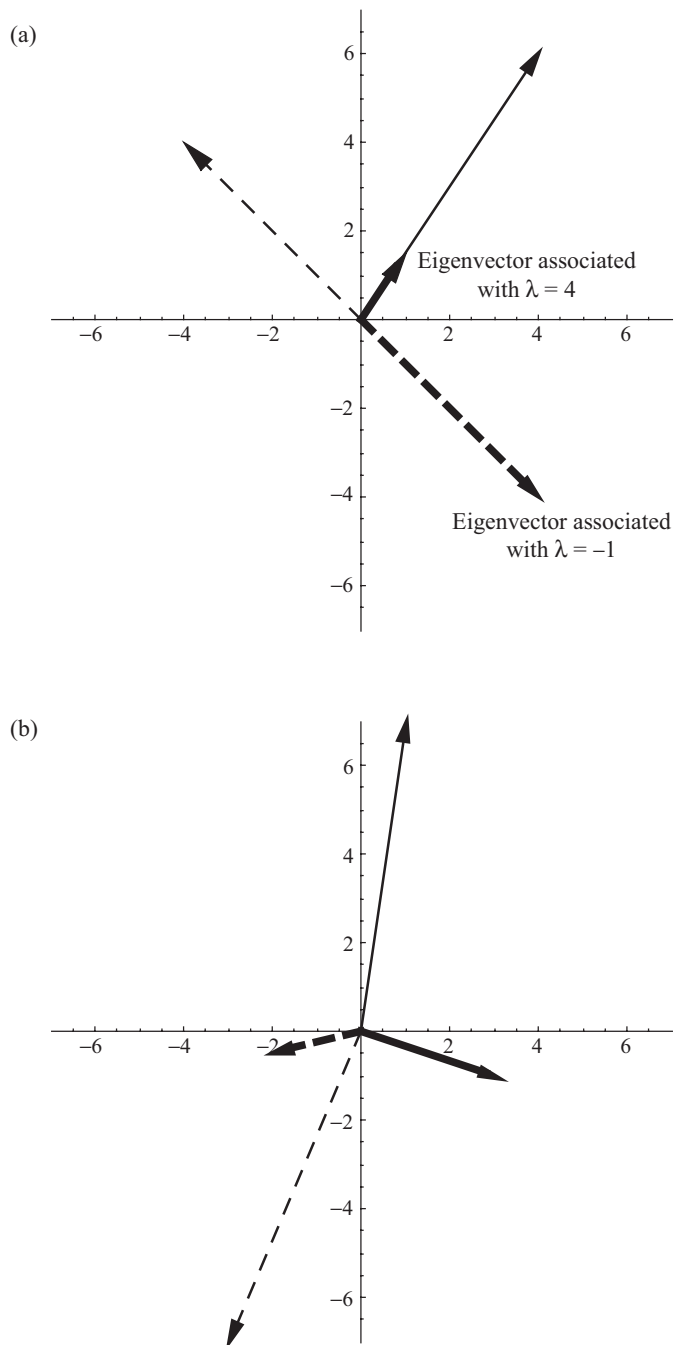 (a)
6
4
2
Eigenvector associated
with λ = 4
–6 –4 –2 2 4 6
–2
–4
Eigenvector associated
with λ = –1
–6
(b)
6
4
2
–6 –4 –2 2 4 6
–2
–4
–6